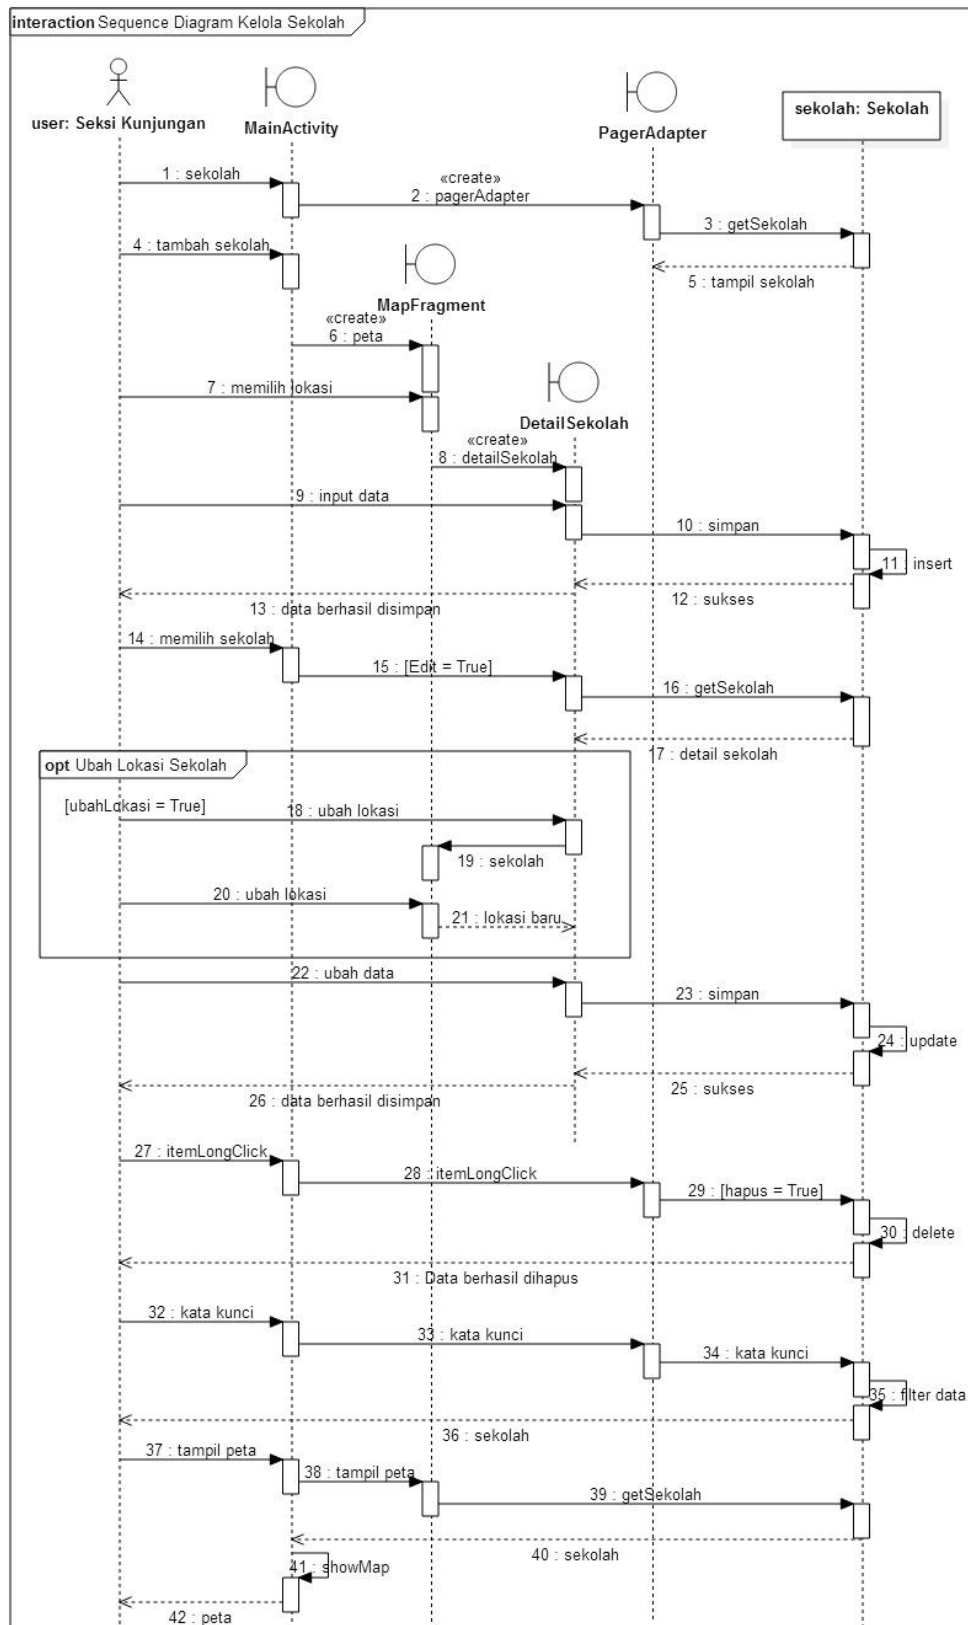 interaction Sequence Diagram Kelola Sekolah
user: Seksi Kunjungan
MainActivity
PagerAdapter
sekolah: Sekolah
1 : sekolah
«create»
2 : pagerAdapter
3 : getSekolah
4 : tambah sekolah
5 : tampil sekolah
MapFragment
«create»
6 : peta
7 : memilih lokasi
DetailSekolah
«create»
8 : detailSekolah
9 : input data
10 : simpan
11 : insert
12 : sukses
13 : data berhasil disimpan
14 : memilih sekolah
15 : [Edit = True]
16 : getSekolah
17 : detail sekolah
opt Ubah Lokasi Sekolah
[ubahLokasi = True]
18 : ubah lokasi
19 : sekolah
20 : ubah lokasi
21 : lokasi baru
22 : ubah data
23 : simpan
24 : update
25 : sukses
26 : data berhasil disimpan
27 : itemLongClick
28 : itemLongClick
29 : [hapus = True]
30 : delete
31 : Data berhasil dihapus
32 : kata kunci
33 : kata kunci
34 : kata kunci
35 : filter data
36 : sekolah
37 : tampil peta
38 : tampil peta
39 : getSekolah
40 : sekolah
41 : showMap
42 : peta